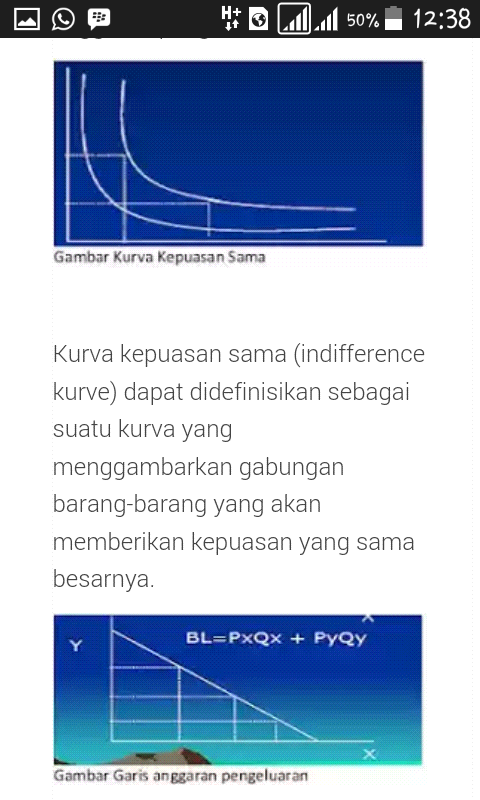 50% 12:38
Gambar Kurva Kepuasan Sama
Kurva kepuasan sama (indifference
kurve) dapat didefinisikan sebagai
suatu kurva yang
menggambarkan gabungan
barang-barang yang akan
memberikan kepuasan yang sama
besarnya.
Y
BL=PxQx + PyQy
X
Gambar Garis anggaran pengeluaran